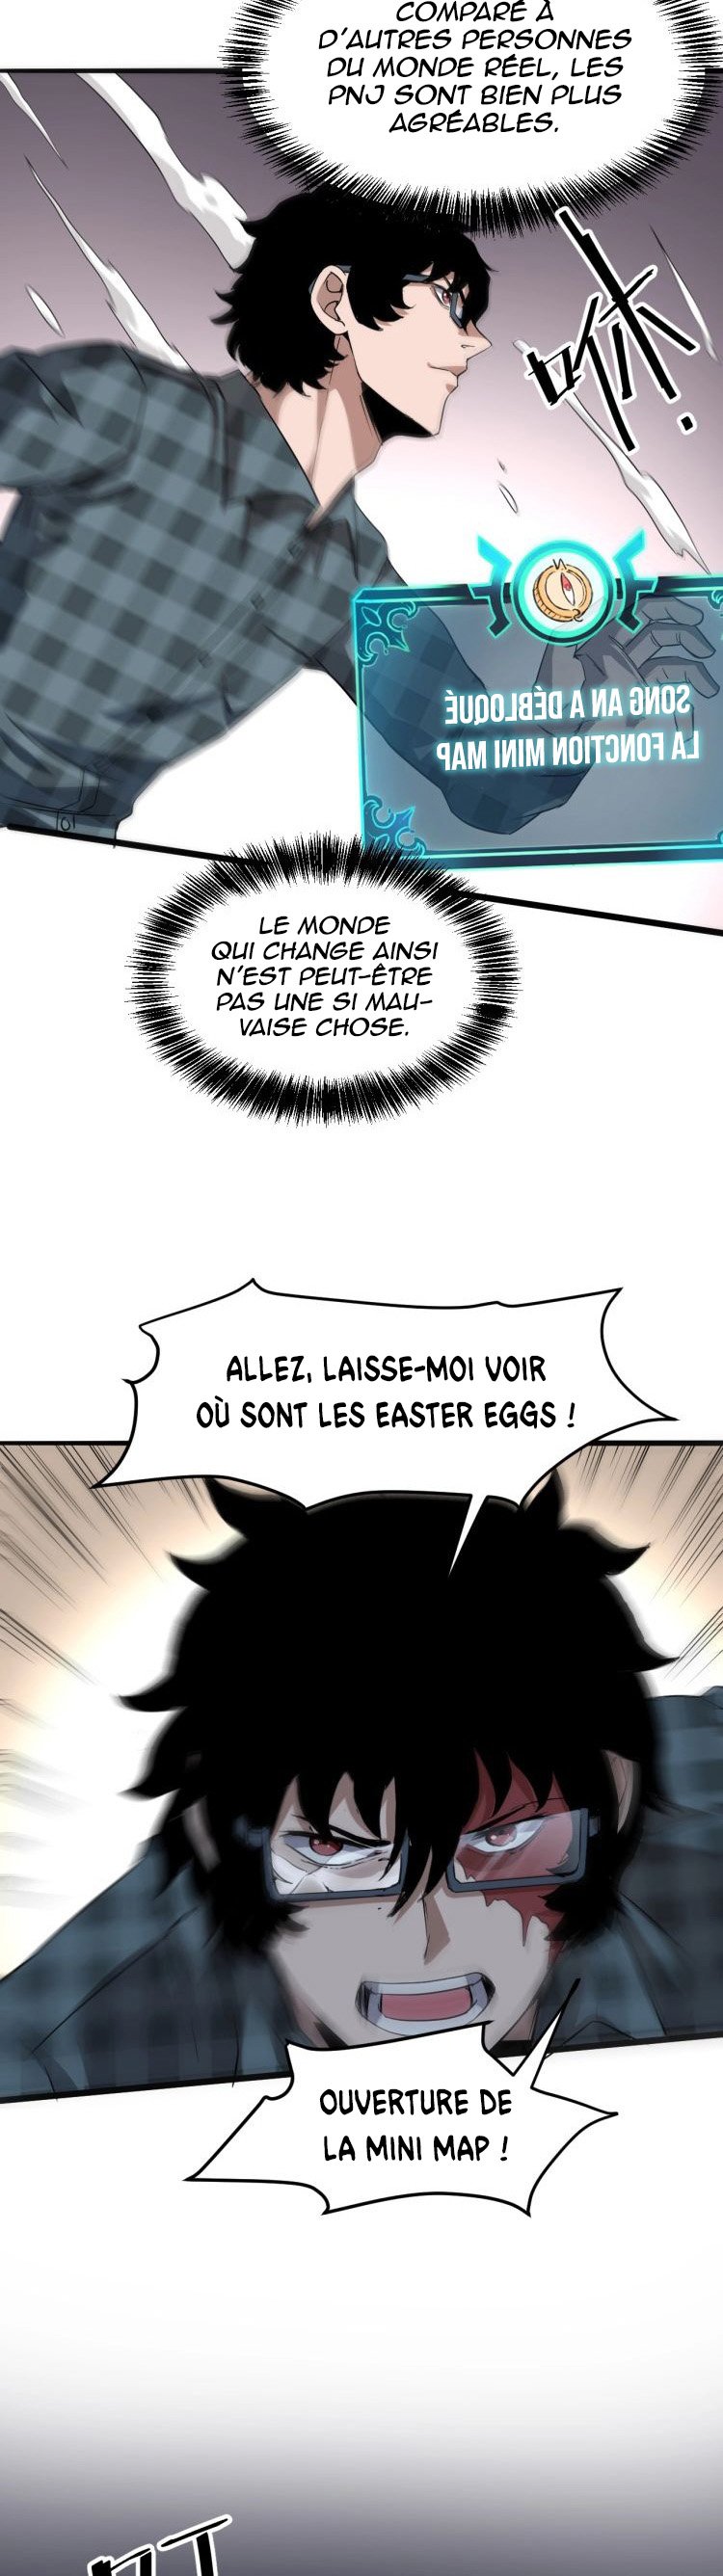 COMPARÉ À
D'AUTRES PERSONNES
DU MONDE RÉEL, LES
PNJ SONT BIEN PLUS
AGRÉABLES.
咻
SONG AN A DÉBLOQUÉ
LA FONCTION MINI MAP
LE MONDE
QUI CHANGE AINSI
N'EST PEUT-ÊTRE
PAS UNE SI MAU-
VAISE CHOSE.
ALLEZ, LAISSE-MOI VOIR
OÙ SONT LES EASTER EGGS !
OUVERTURE DE
LA MINI MAP !